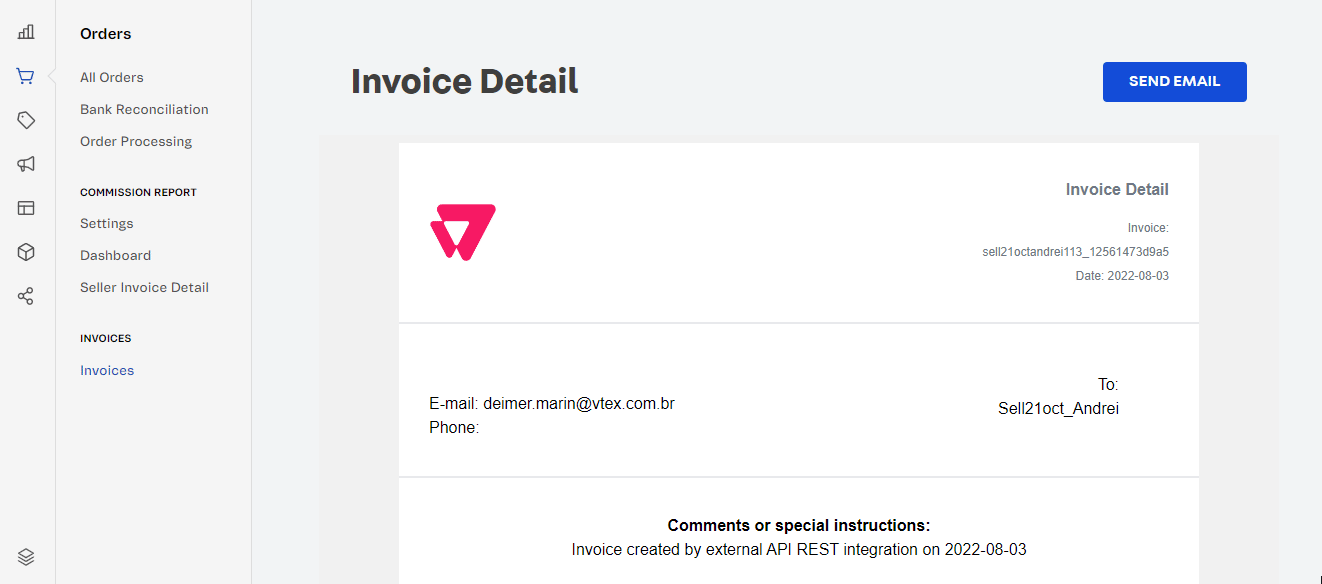 Orders
All Orders
Bank Reconciliation
Order Processing
COMMISSION REPORT
Settings
Dashboard
Seller Invoice Detail
INVOICES
Invoices
Invoice Detail
SEND EMAIL
Invoice Detail
Invoice:
sell21octandrei113_12561473d9a5
Date: 2022-08-03
E-mail: deimer.marin@vtex.com.br
Phone:
To:
Sell21oct_Andrei
Comments or special instructions:
Invoice created by external API REST integration on 2022-08-03